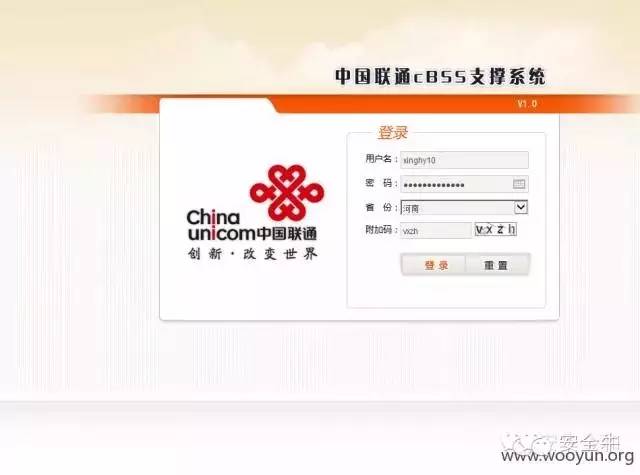 中国联通cBSS支撑系统
V1.0
登录
用户名：xinghy10
密 码：•••••••••••••
省 份：河南
附加码：vxzh v x z h
登 录 重 置
China
unicom中国联通
创新·改变世界
安全牛
www.wooyun.org